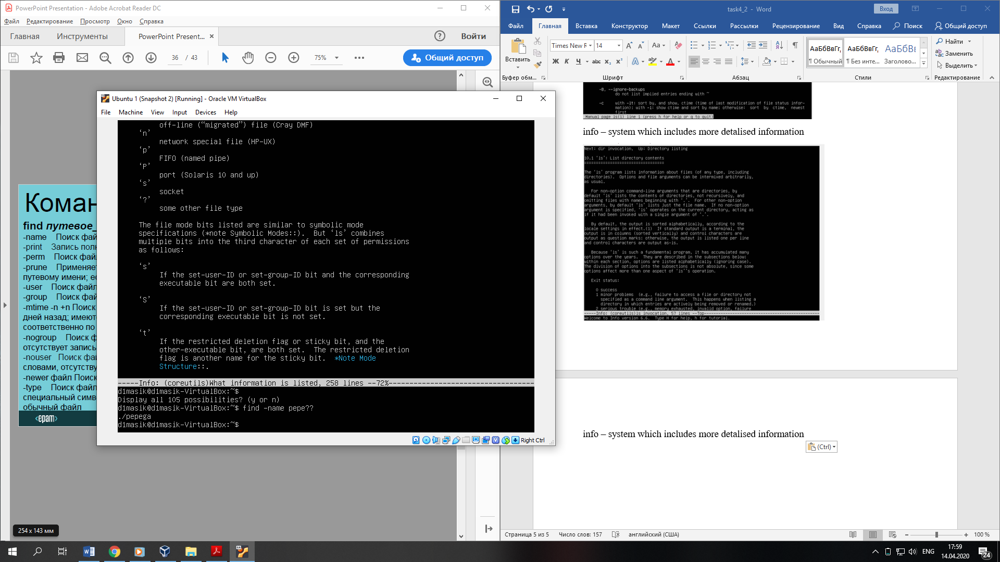 PowerPoint Presentation - Adobe Acrobat Reader DC
Файл Редактирование Просмотр Окно Справка
Главная Инструменты PowerPoint Present... × Войти
36 / 43 75% Общий доступ
Коман
find путевое_
-name Поиск фай
-print Запись полн
-perm Поиск файл
-prune Применяет
путевому имени; ес
-user Поиск файл
-group Поиск фай
-mtime -n +n Поиск
дней назад; имеютс
соответственно по
-nogroup Поиск ф
отсутствует запись
-nouser Поиск фай
словами, отсутству
-newer файл Поиск
-type Поиск файл
специальный симв
обычный файл
<epam>
254 x 143 мм
Ubuntu 1 (Snapshot 2) [Running] - Oracle VM VirtualBox
File Machine View Input Devices Help
off-line (“migrated”) file (Cray DMF)
‘n’
network special file (HP-UX)
‘p’
FIFO (named pipe)
‘P’
port (Solaris 10 and up)
‘s’
socket
‘?’
some other file type
The file mode bits listed are similar to symbolic mode
specifications (*note Symbolic Modes::). But ‘ls’ combines
multiple bits into the third character of each set of permissions
as follows:
‘s’
If the set-user-ID or set-group-ID bit and the corresponding
executable bit are both set.
‘S’
If the set-user-ID or set-group-ID bit is set but the
corresponding executable bit is not set.
‘t’
If the restricted deletion flag or sticky bit, and the
other-executable bit, are both set. The restricted deletion
flag is another name for the sticky bit. *Note Mode
Structure::.
-----Info: (coreutils)What information is listed, 258 lines --72%-----------------------------------
d1masik@d1masik-VirtualBox:~$
Display all 105 possibilities? (y or n)
d1masik@d1masik-VirtualBox:~$ find -name pepe??
./pepega
d1masik@d1masik-VirtualBox:~$
Right Ctrl
task4_2 - Word Вход
Файл Главная Вставка Конструктор Макет Ссылки Рассылки Рецензирование Вид Справка Поиск Общий доступ
Вставить
Times New R 14 Aa
Ж К Ч abc x₂ x² A ab A
АаБбВвГг, АаБбВвГг, АаБбВв
¶ Обычный ¶ Без инте... Заголово...
Найти
Заменить
Выделить
Буфер обм... Шрифт Абзац Стили Редактирование
-B, --ignore-backups
do not list implied entries ending with ~
-c with -lt: sort by, and show, ctime (time of last modification of file status infor-
mation); with -l: show ctime and sort by name; otherwise: sort by ctime, newest
first
Manual page ls(1) line 1 (press h for help or q to quit)
info – system which includes more detalised information
Next: dir invocation, Up: Directory listing
10.1 ‘ls’: List directory contents
==================================
The ‘ls’ program lists information about files (of any type, including
directories). Options and file arguments can be intermixed arbitrarily,
as usual.
For non-option command-line arguments that are directories, by
default ‘ls’ lists the contents of directories, not recursively, and
omitting files with names beginning with ‘.’. For other non-option
arguments, by default ‘ls’ lists just the file name. If no non-option
argument is specified, ‘ls’ operates on the current directory, acting as
if it had been invoked with a single argument of ‘.’.
By default, the output is sorted alphabetically, according to the
locale settings in effect.(1) If standard output is a terminal, the
output is in columns (sorted vertically) and control characters are
output as question marks; otherwise, the output is listed one per line
and control characters are output as-is.
Because ‘ls’ is such a fundamental program, it has accumulated many
options over the years. They are described in the subsections below;
within each section, options are listed alphabetically (ignoring case).
The division of options into the subsections is not absolute, since some
options affect more than one aspect of ‘ls’’s operation.
Exit status:
0 success
1 minor problems (e.g., failure to access a file or directory not
specified as a command line argument. This happens when listing a
directory in which entries are actively being removed or renamed.)
2 serious trouble (e.g., memory exhausted, invalid option, failure
-----Info: (coreutils)ls invocation, 57 lines --Top-----
Welcome to Info version 6.6. Type H for help, h for tutorial.
info – system which includes more detalised information
(Ctrl)
Страница 5 из 5 Число слов: 157 английский (США) 100 %
ENG
17:59
14.04.2020
24